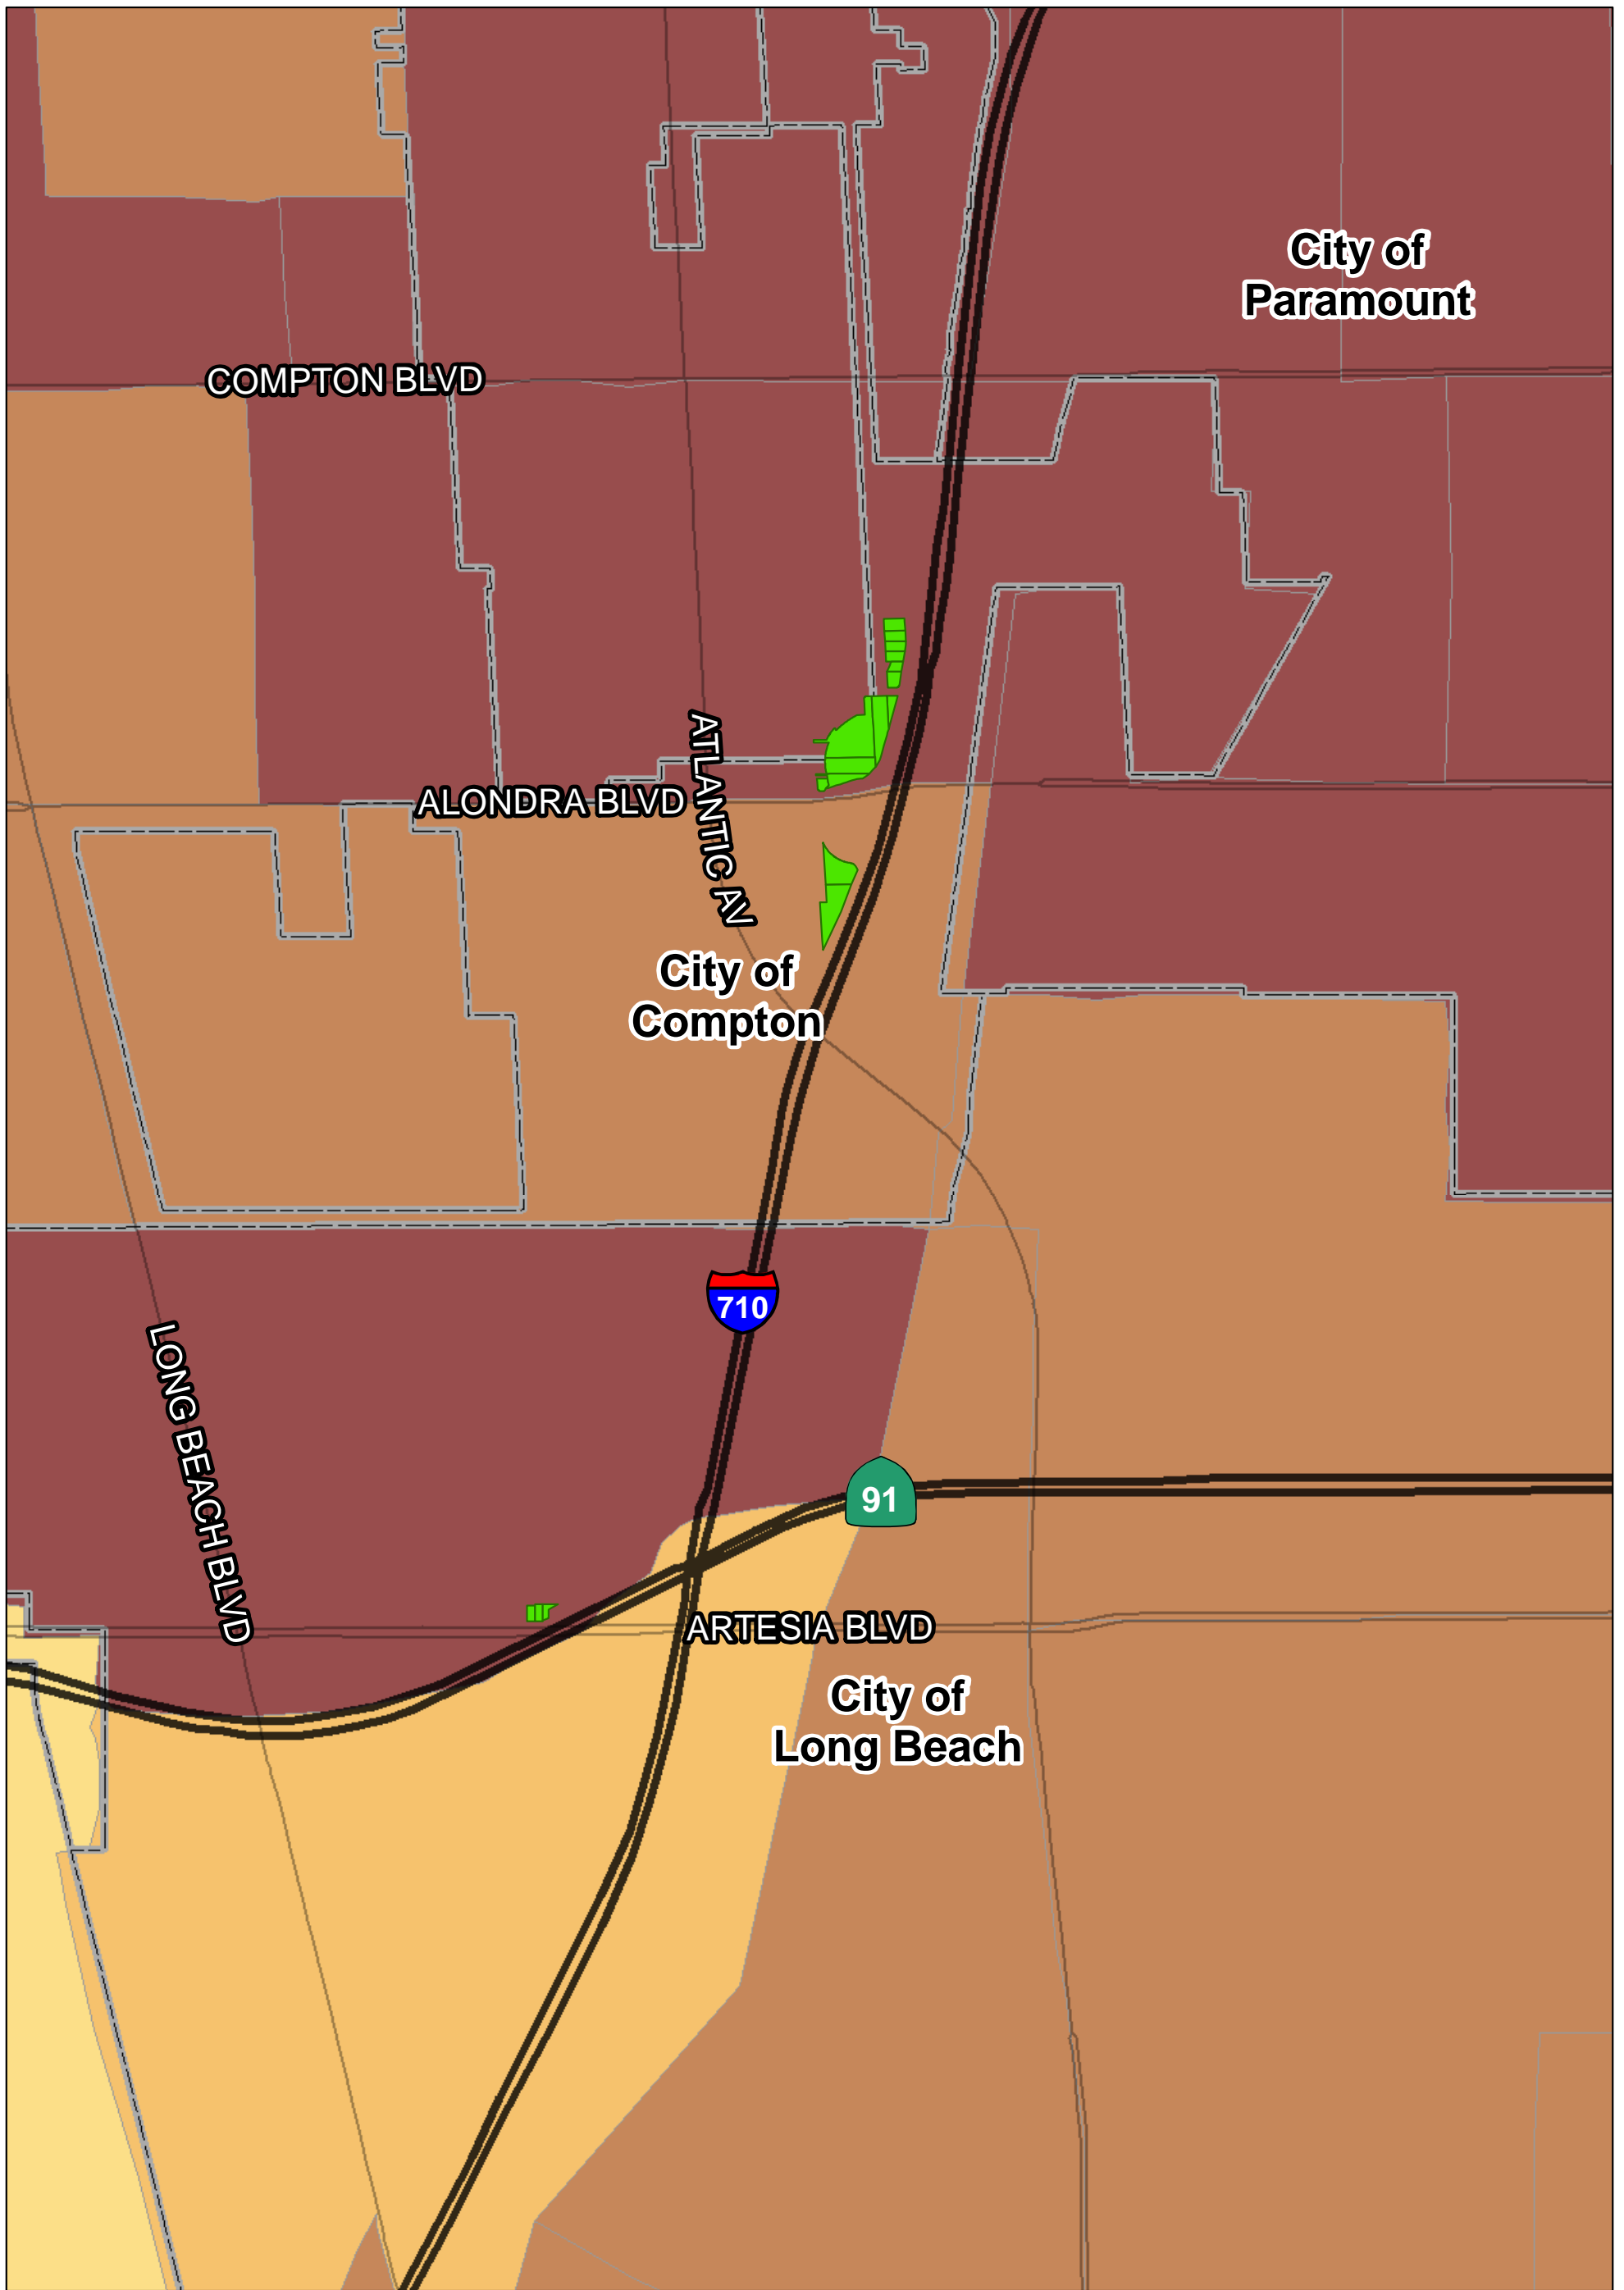 City of
Paramount
COMPTON BLVD
ATLANTIC AV
ALONDRA BLVD
City of
Compton
710
LONG BEACH BLVD
91
ARTESIA BLVD
City of
Long Beach